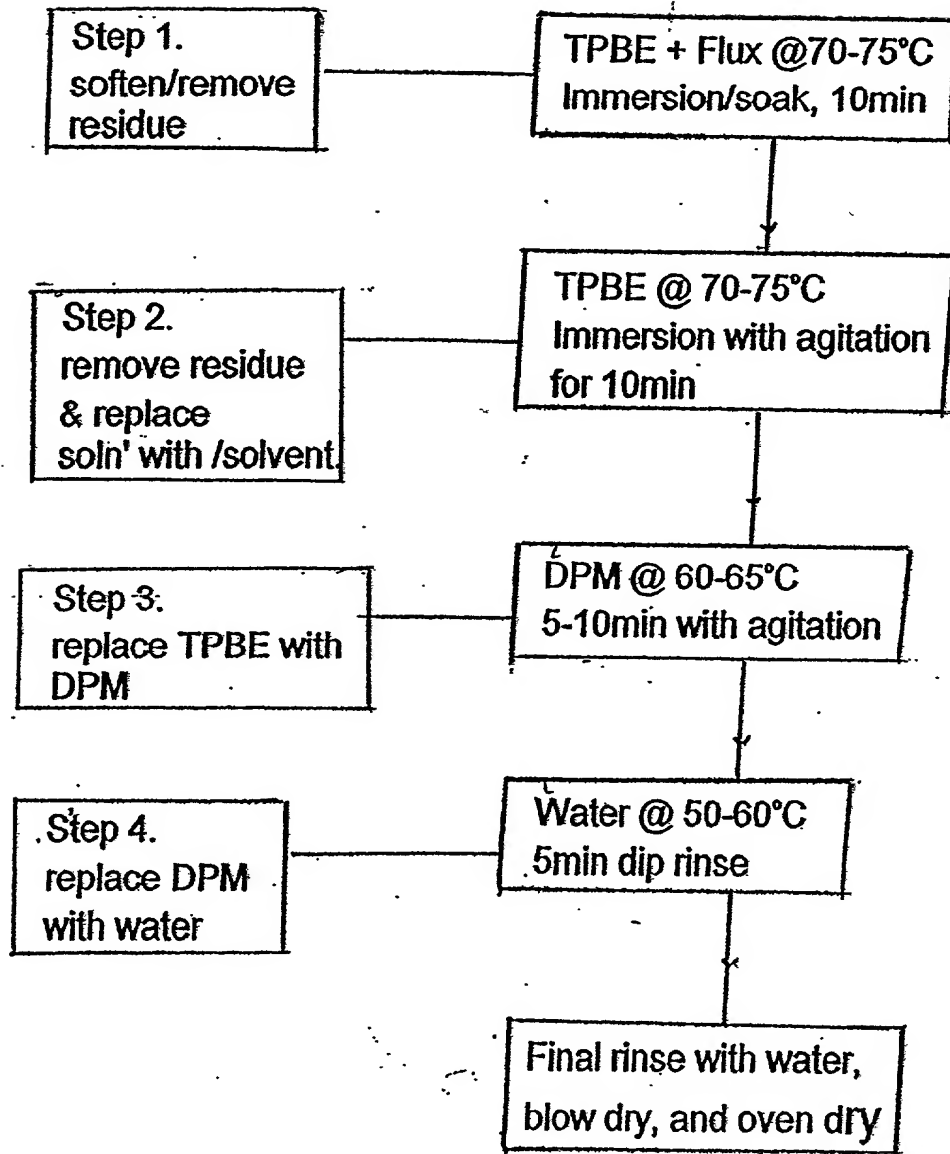 Step 1.
soften/remove
residue
TPBE + Flux @70-75°C
Immersion/soak, 10min
Step 2.
remove residue
& replace
soln' with /solvent.
TPBE @ 70-75°C
Immersion with agitation
for 10min
Step 3.
replace TPBE with
DPM
DPM @ 60-65°C
5-10min with agitation
Step 4.
replace DPM
with water
Water @ 50-60°C
5min dip rinse
Final rinse with water,
blow dry, and oven dry